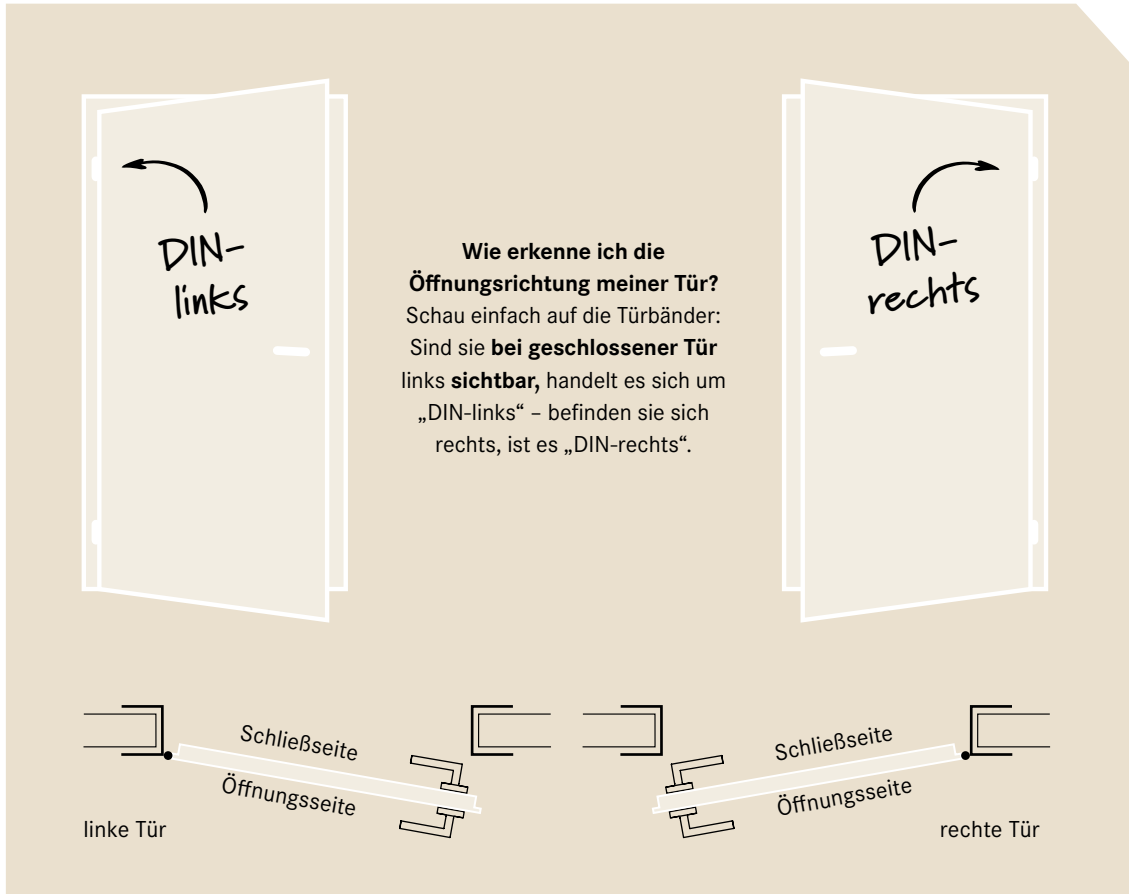 DIN-
links
DIN-
rechts
Wie erkenne ich die
Öffnungsrichtung meiner Tür?
Schau einfach auf die Türbänder:
Sind sie bei geschlossener Tür
links sichtbar, handelt es sich um
„DIN-links“ – befinden sie sich
rechts, ist es „DIN-rechts“.
Schließseite
Öffnungsseite
linke Tür
Schließseite
Öffnungsseite
rechte Tür